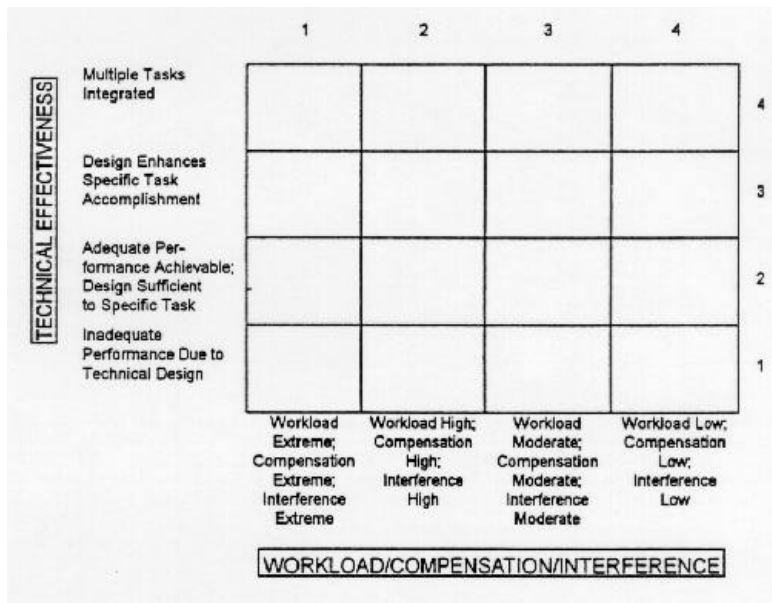 1 2 3 4
TECHNICAL EFFECTIVENESS
Multiple Tasks
Integrated
4
Design Enhances
Specific Task
Accomplishment
3
Adequate Per-
formance Achievable;
Design Sufficient
to Specific Task
2
Inadequate
Performance Due to
Technical Design
1
Workload
Extreme;
Compensation
Extreme;
Interference
Extreme
Workload High;
Compensation
High;
Interference
High
Workload
Moderate;
Compensation
Moderate;
Interference
Moderate
Workload Low;
Compensation
Low;
Interference
Low
WORKLOAD/COMPENSATION/INTERFERENCE